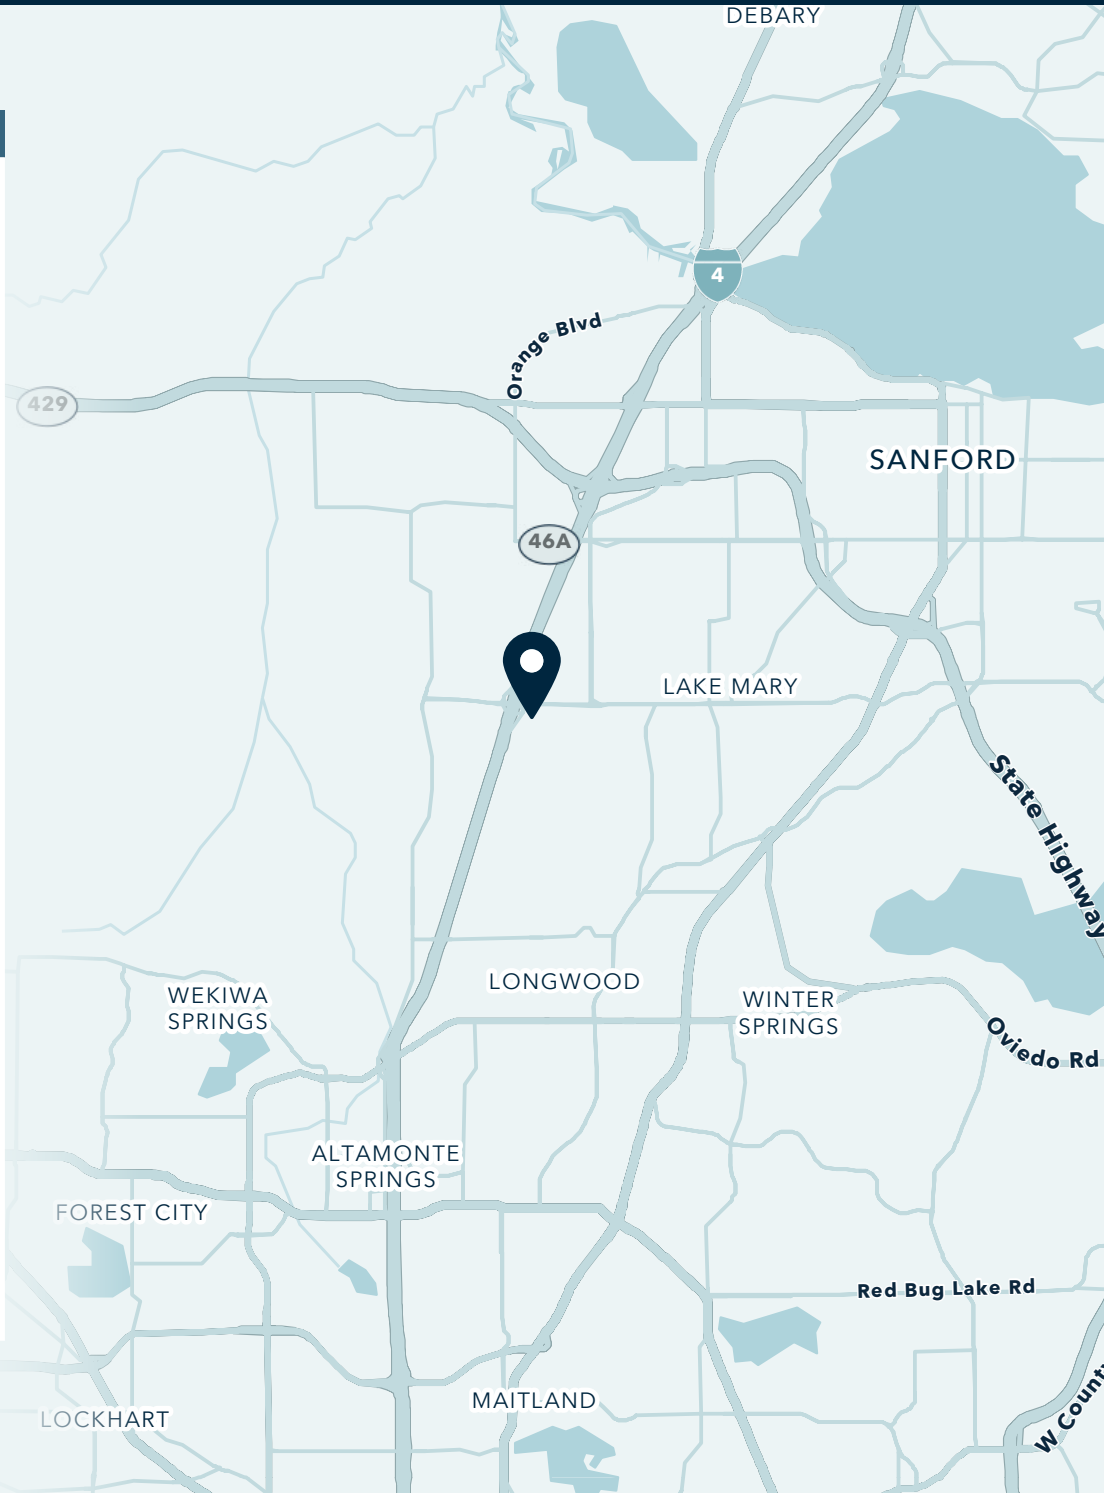 DEBARY
4
Orange Blvd
429
SANFORD
46A
LAKE MARY
State Highway
LONGWOOD
WEKIWA
SPRINGS
WINTER
SPRINGS
Oviedo Rd
ALTAMONTE
SPRINGS
FOREST CITY
Red Bug Lake Rd
MAITLAND
LOCKHART
W County